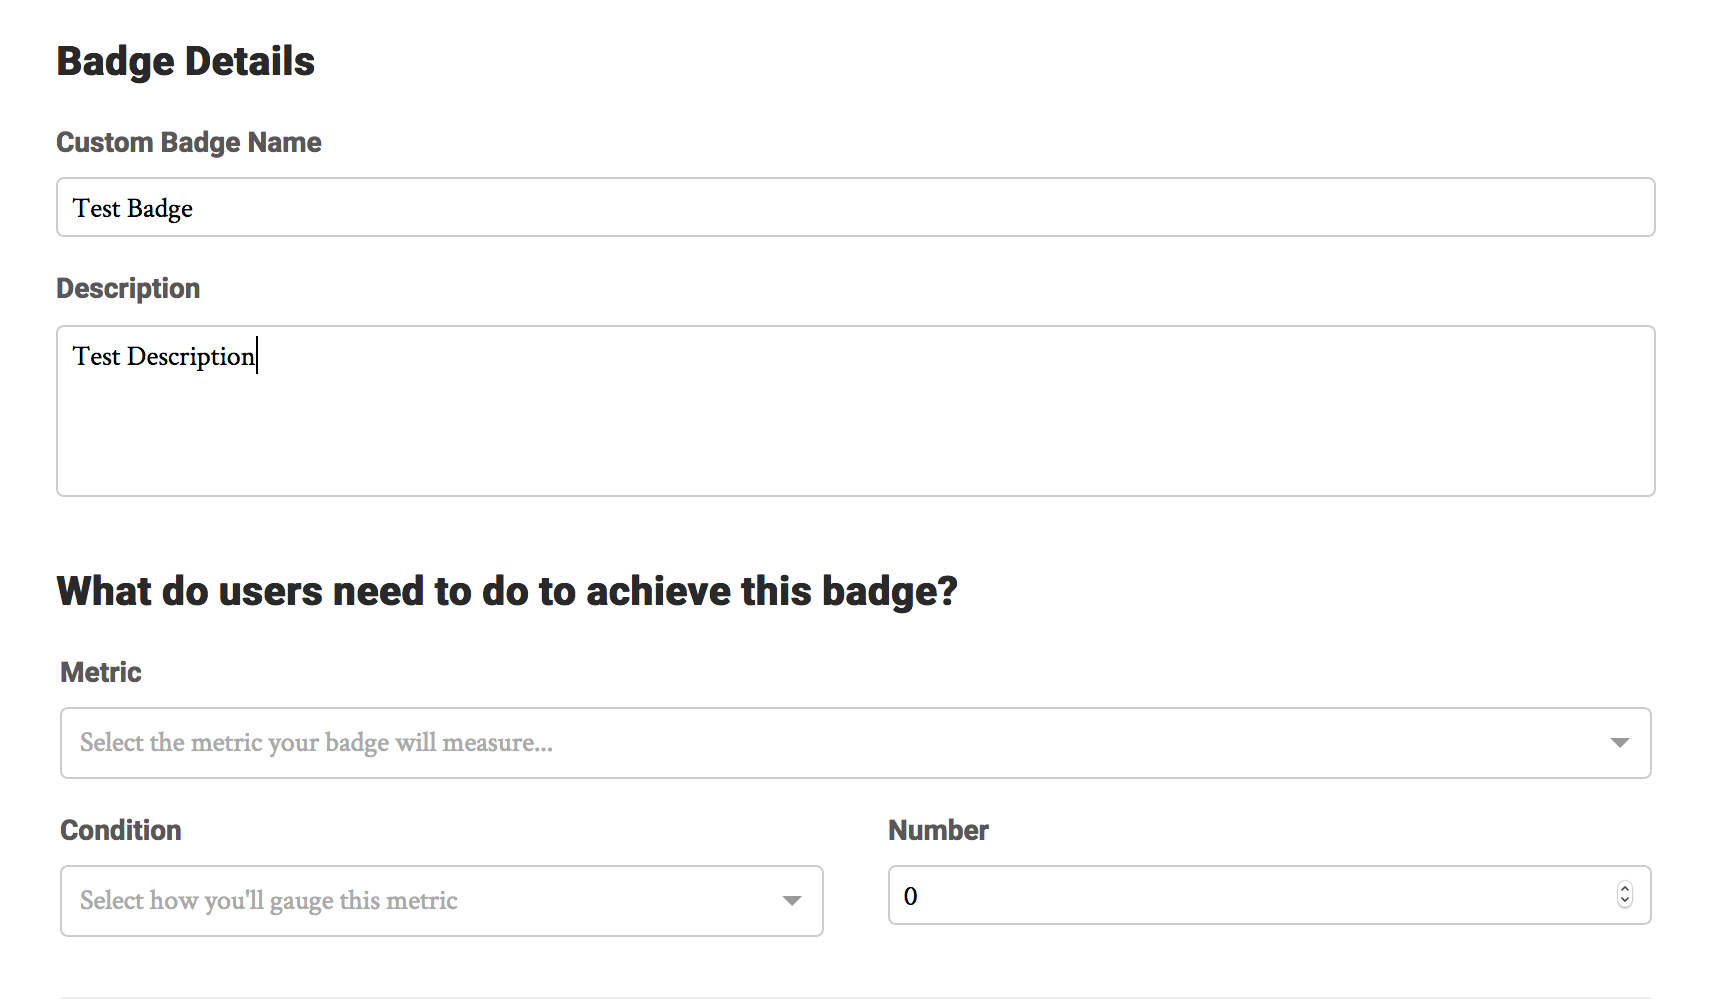 Badge Details
Custom Badge Name
Test Badge
Description
Test Description
What do users need to do to achieve this badge?
Metric
Select the metric your badge will measure...
Condition
Number
Select how you'll gauge this metric
0